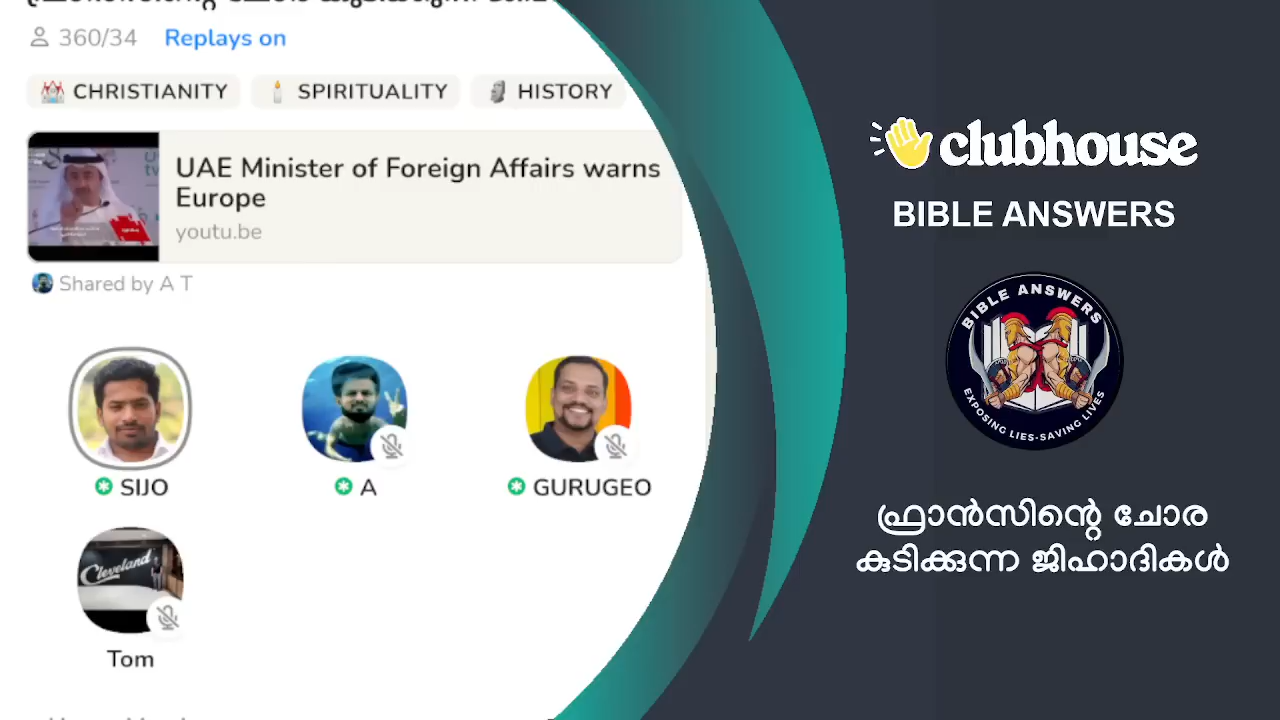 360/34 Replays on
CHRISTIANITY SPIRITUALITY HISTORY
UAE Minister of Foreign Affairs warns
Europe
youtu.be
Shared by A T
SIJO A GURUGEO
Cleveland
Tom
clubhouse
BIBLE ANSWERS
BIBLE ANSWERS
EXPOSING LIES-SAVING LIVES
ഫ്രാൻസിന്റെ ചോര
കുടിക്കുന്ന ജിഹാദികൾ